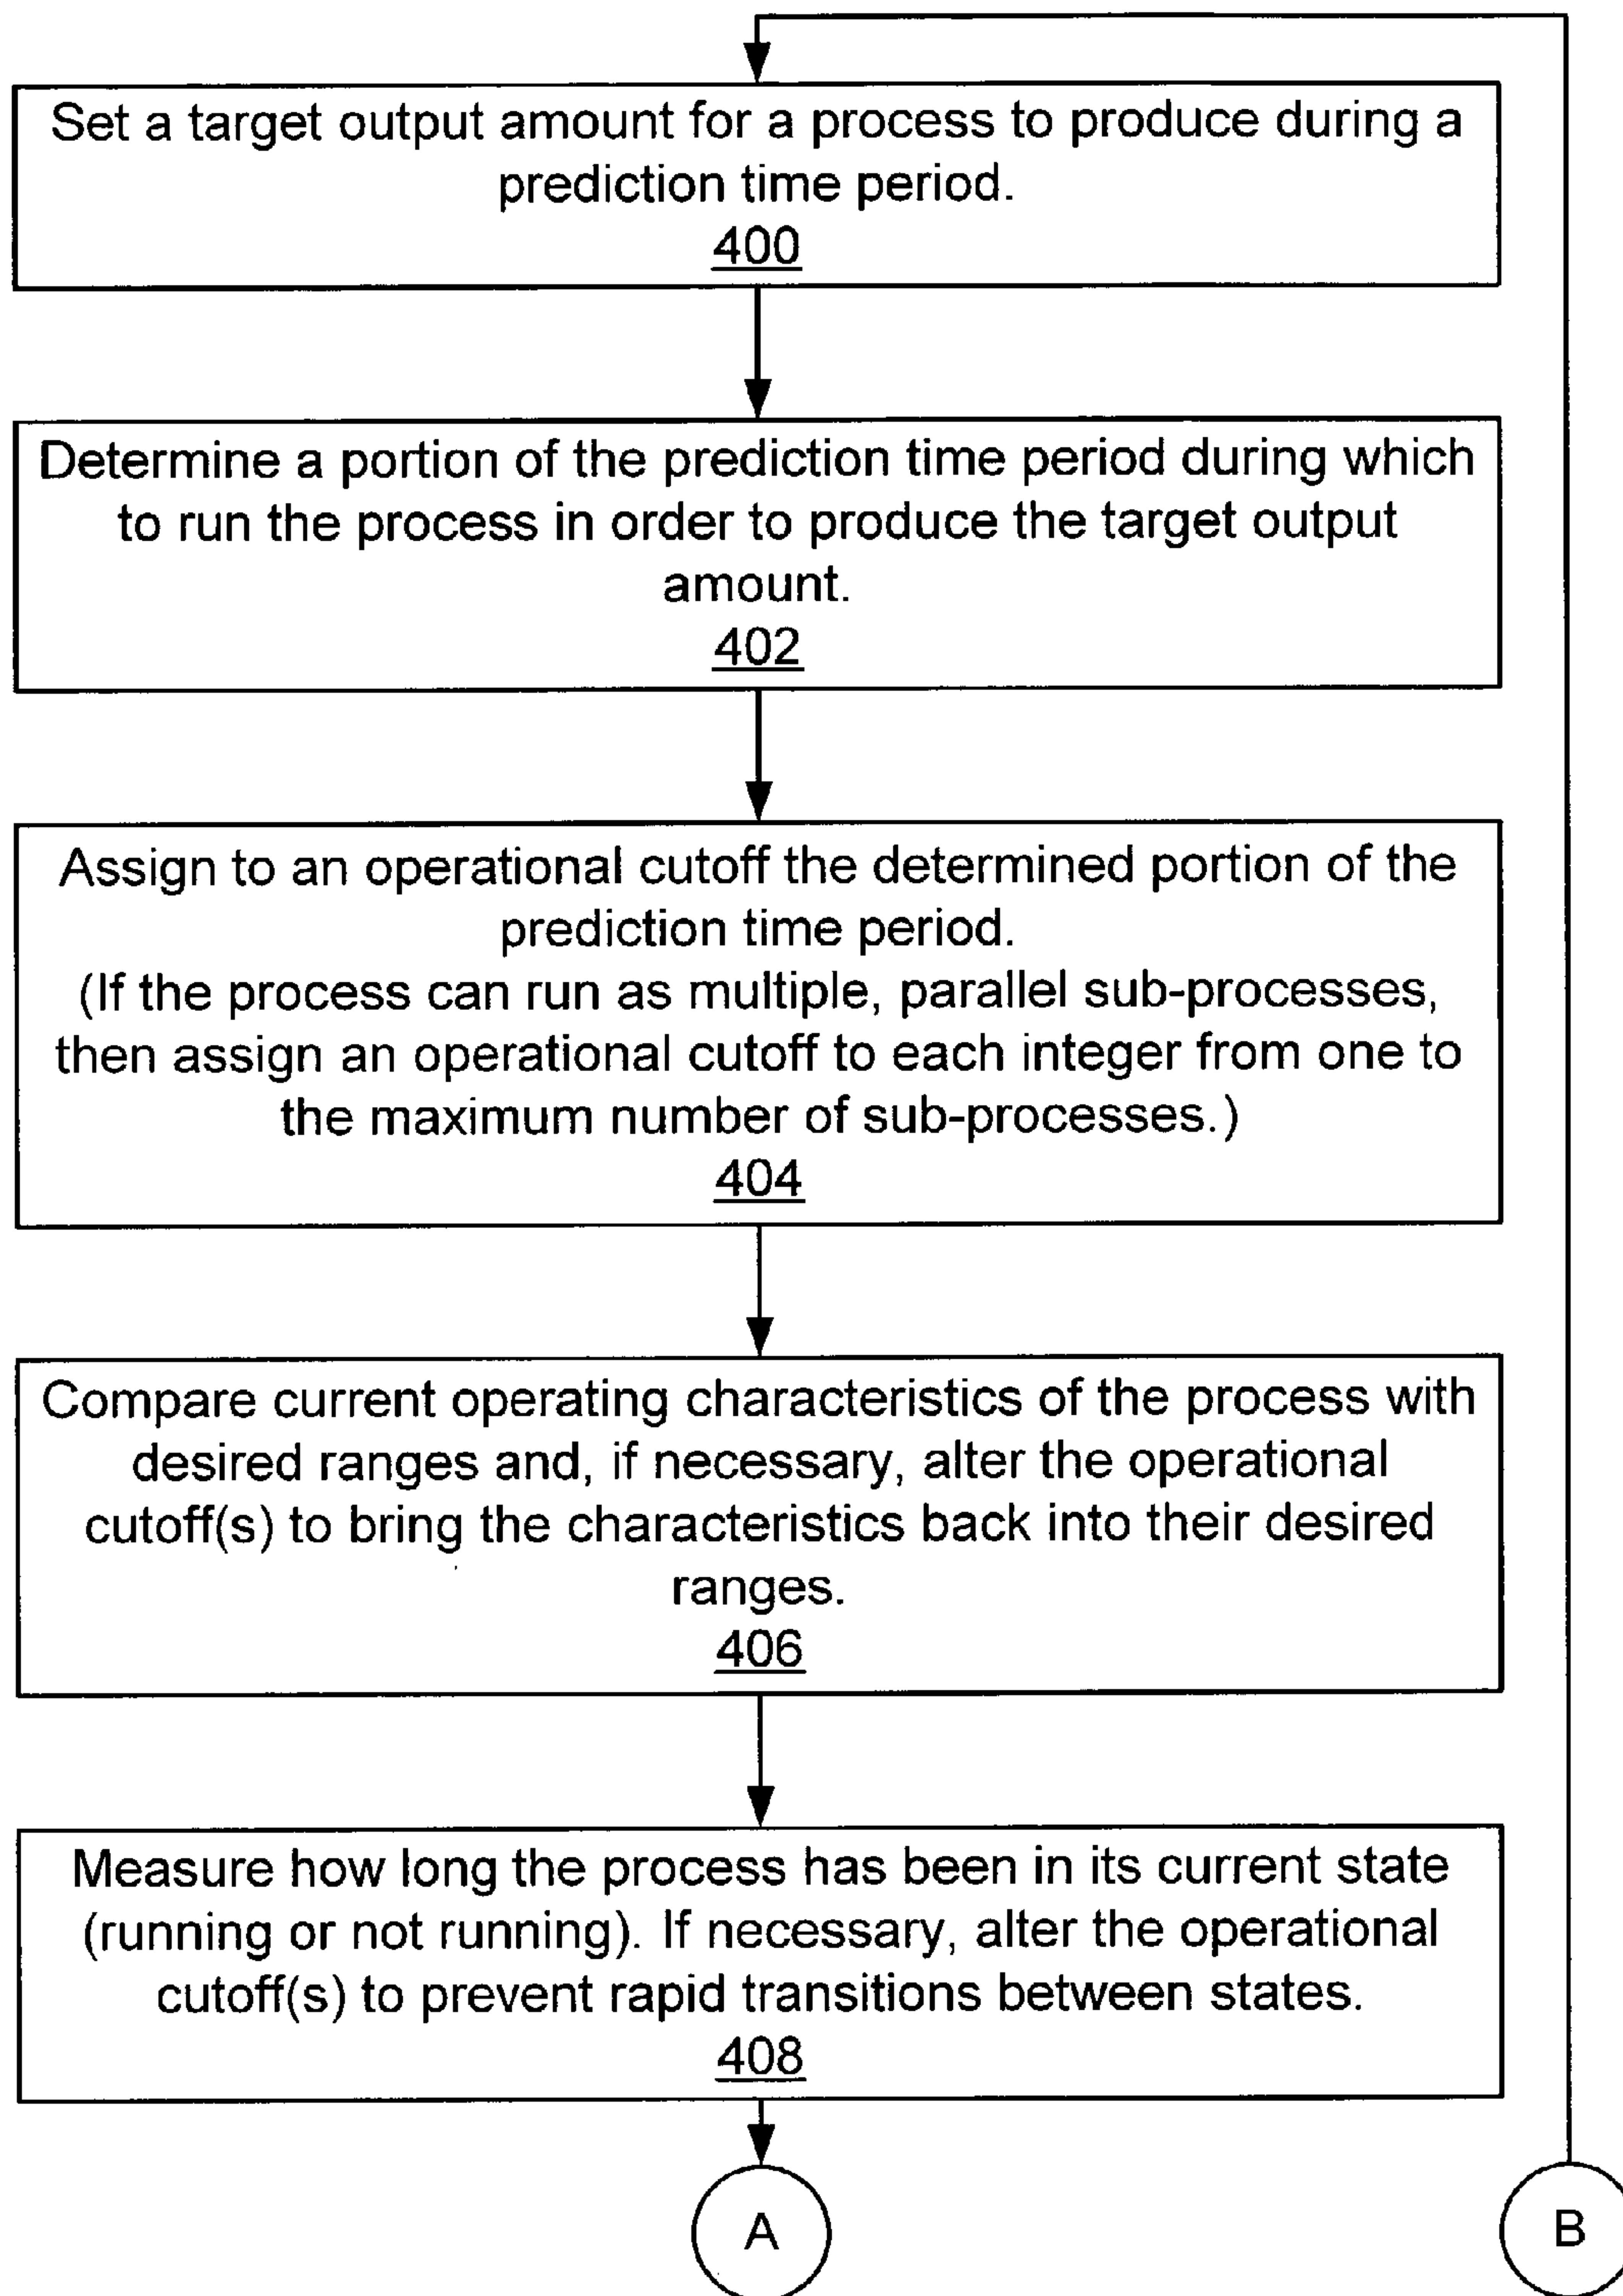 Set a target output amount for a process to produce during a
prediction time period.
400
Determine a portion of the prediction time period during which
to run the process in order to produce the target output
amount.
402
Assign to an operational cutoff the determined portion of the
prediction time period.
(If the process can run as multiple, parallel sub-processes,
then assign an operational cutoff to each integer from one to
the maximum number of sub-processes.)
404
Compare current operating characteristics of the process with
desired ranges and, if necessary, alter the operational
cutoff(s) to bring the characteristics back into their desired
ranges.
406
Measure how long the process has been in its current state
(running or not running). If necessary, alter the operational
cutoff(s) to prevent rapid transitions between states.
408
A
B